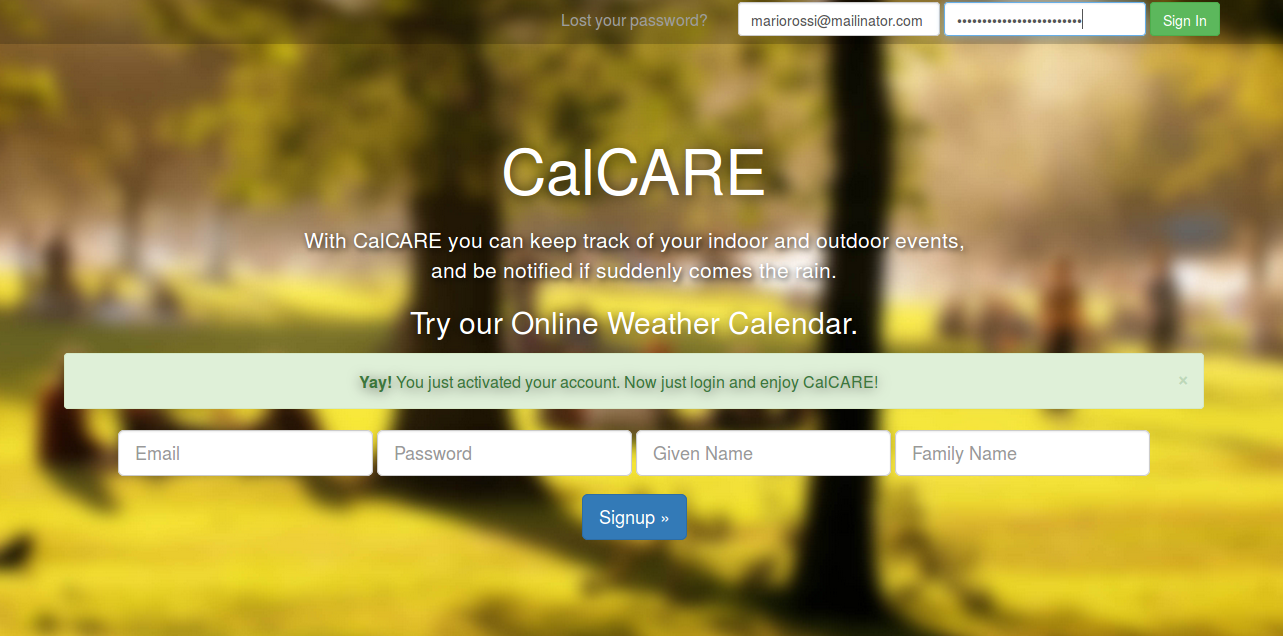 Lost your password?
mariorossi@mailinator.com
•••••••••••••••••••••••••
Sign In
CalCARE
With CalCARE you can keep track of your indoor and outdoor events,
and be notified if suddenly comes the rain.
Try our Online Weather Calendar.
Yay! You just activated your account. Now just login and enjoy CalCARE!
×
Email
Password
Given Name
Family Name
Signup »